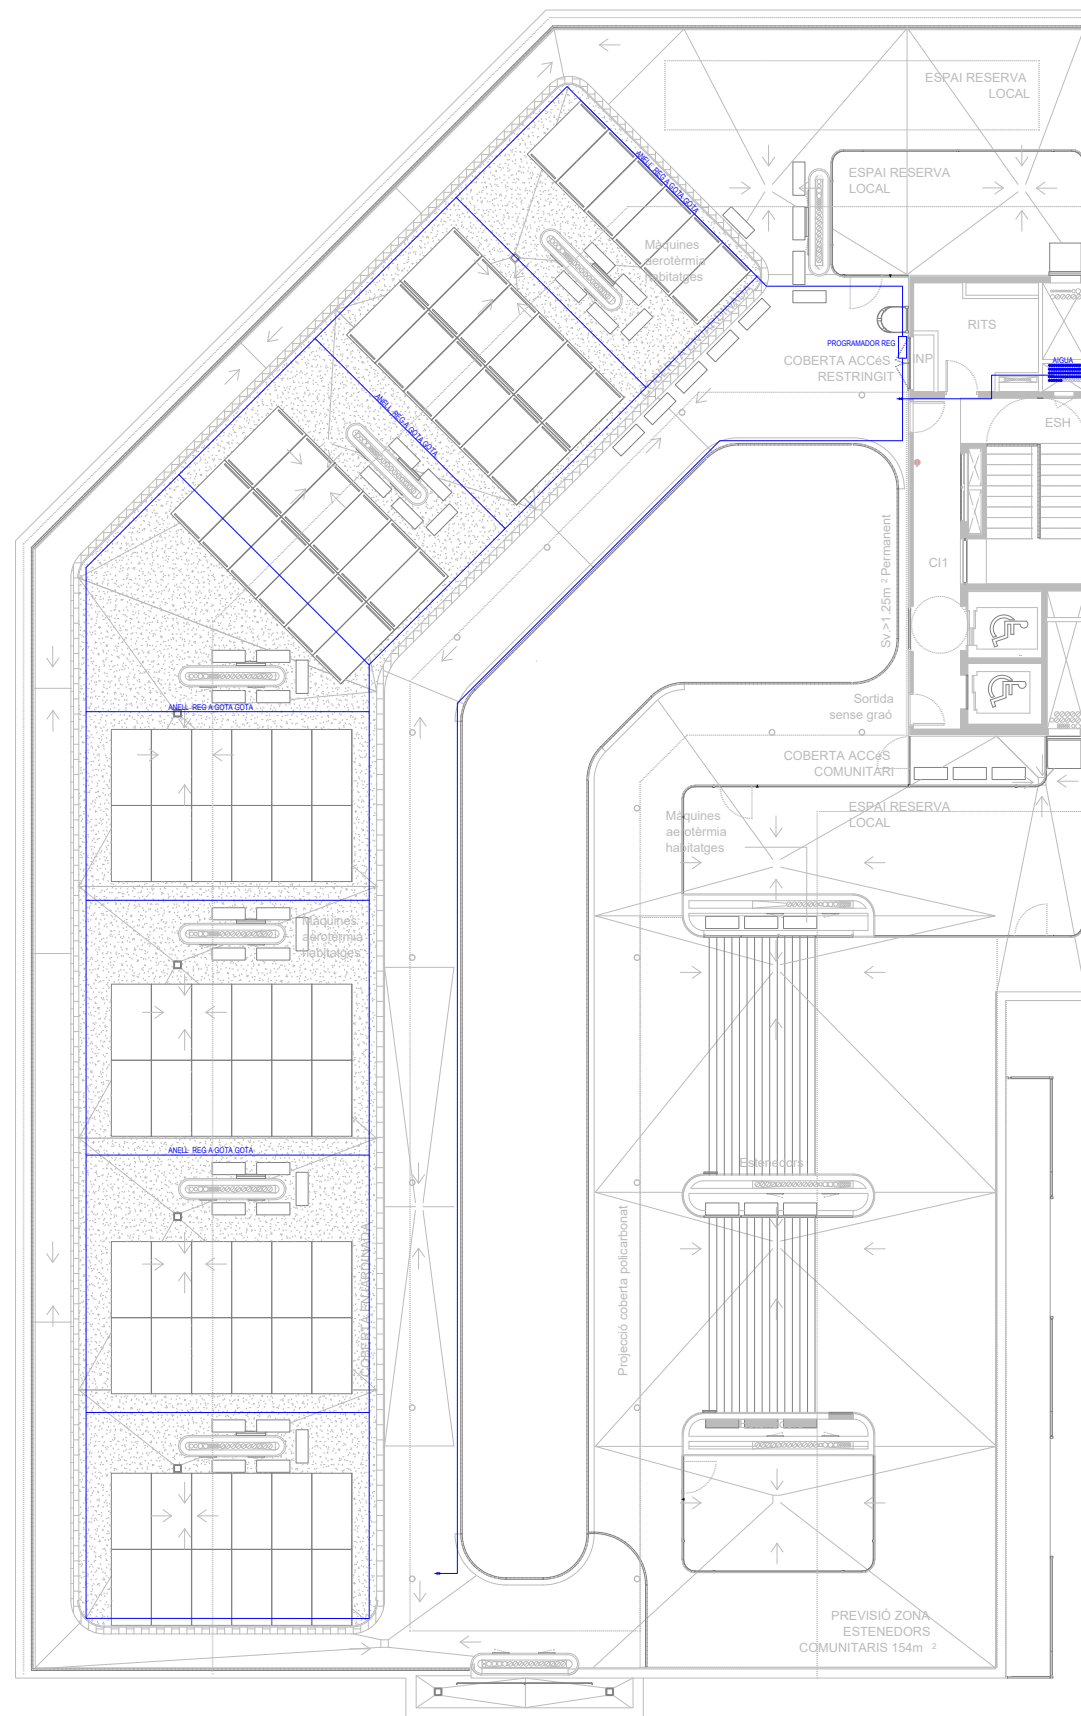 ESPAI RESERVA
LOCAL
ESPAI RESERVA
LOCAL
ANELL REG A GOTA GOTA
Màquines
aerotèrmia
habitatges
RITS
PROGRAMADOR REG
INP
COBERTA ACCéS
RESTRINGIT
AIGUA
ESH
ANELL REG A GOTA GOTA
Sv.>1.25m ² Permanent
CI1
Sortida
sense graó
ANELL REG A GOTA GOTA
COBERTA ACCéS
COMUNITARI
ESPAI RESERVA
LOCAL
Màquines
aerotèrmia
habitatges
Màquines
aerotèrmia
habitatges
ANELL REG A GOTA GOTA
Estenedors
COBERTA ENJARDINADA
Projecció coberta policarbonat
PREVISIÓ ZONA
ESTENEDORS
COMUNITARIS 154m ²